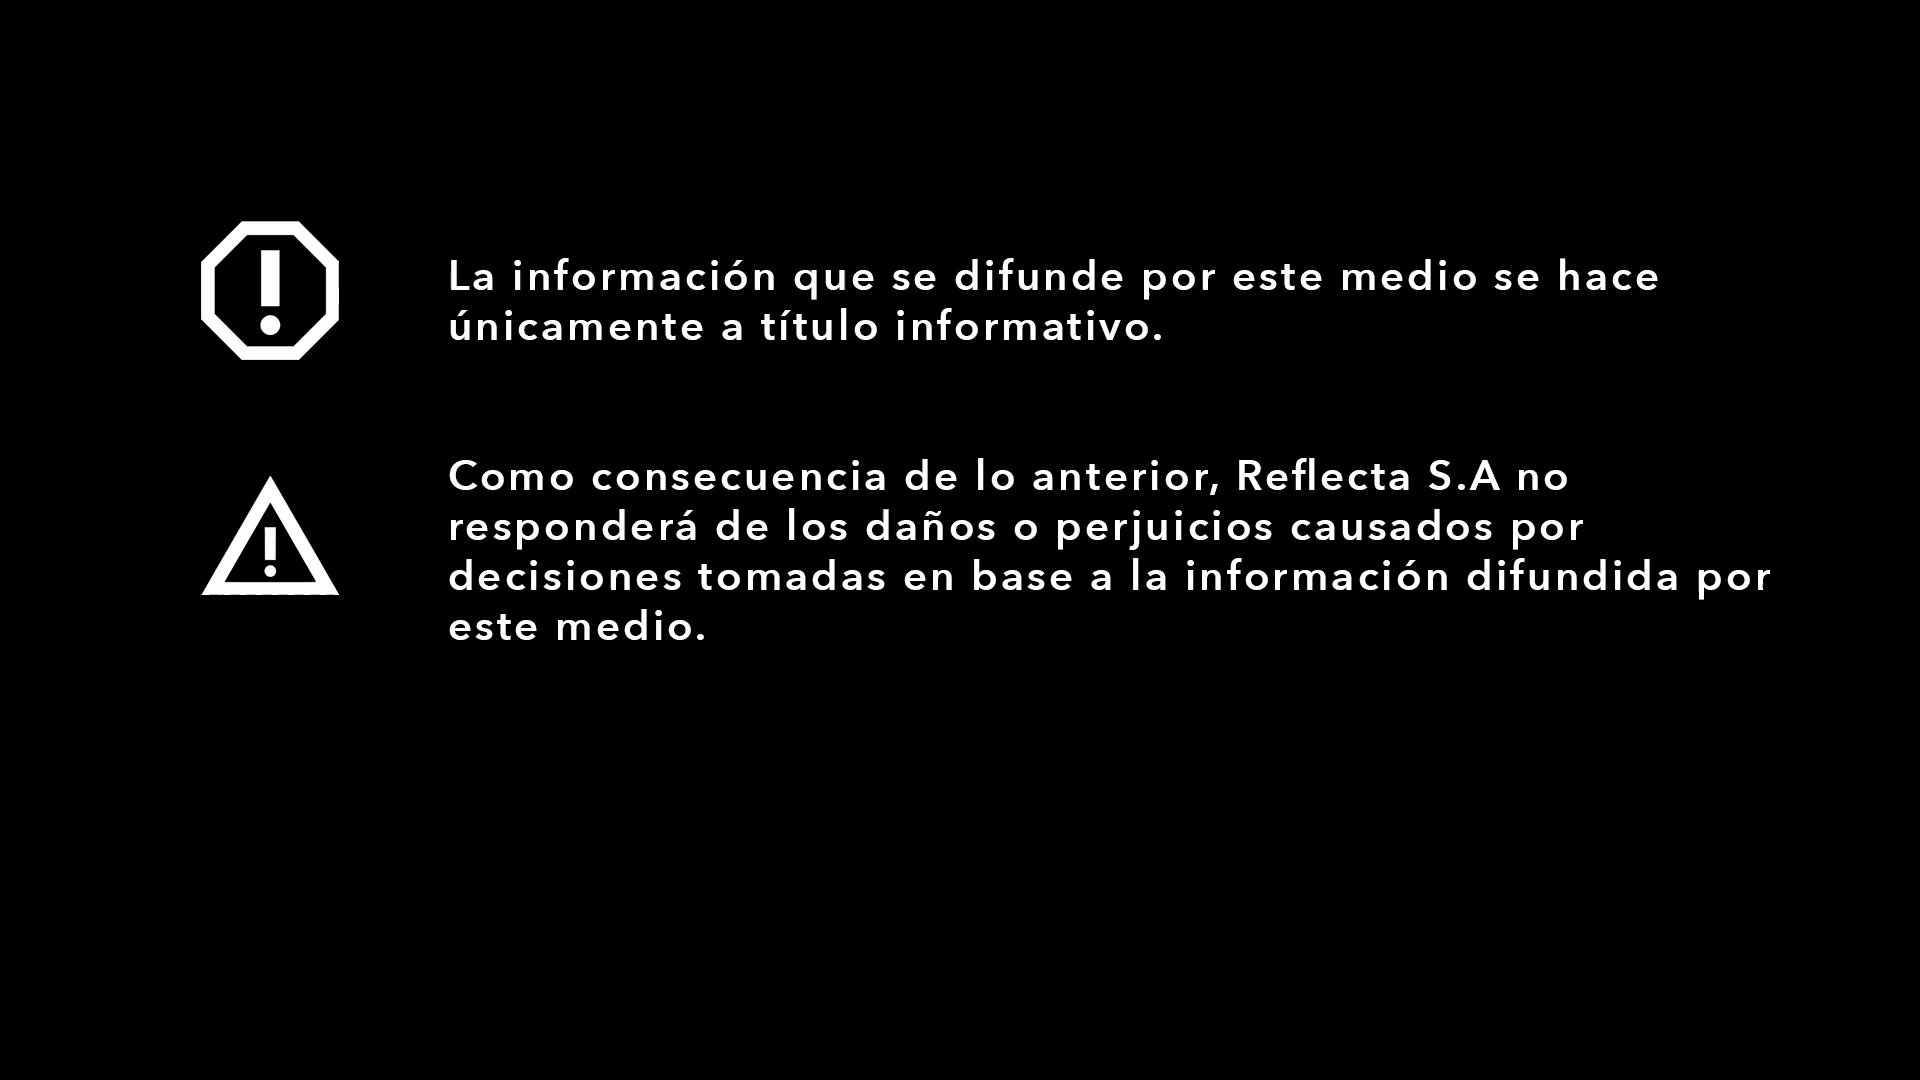 La información que se difunde por este medio se hace
únicamente a título informativo.
Como consecuencia de lo anterior, Reflecta S.A no
responderá de los daños o perjuicios causados por
decisiones tomadas en base a la información difundida por
este medio.